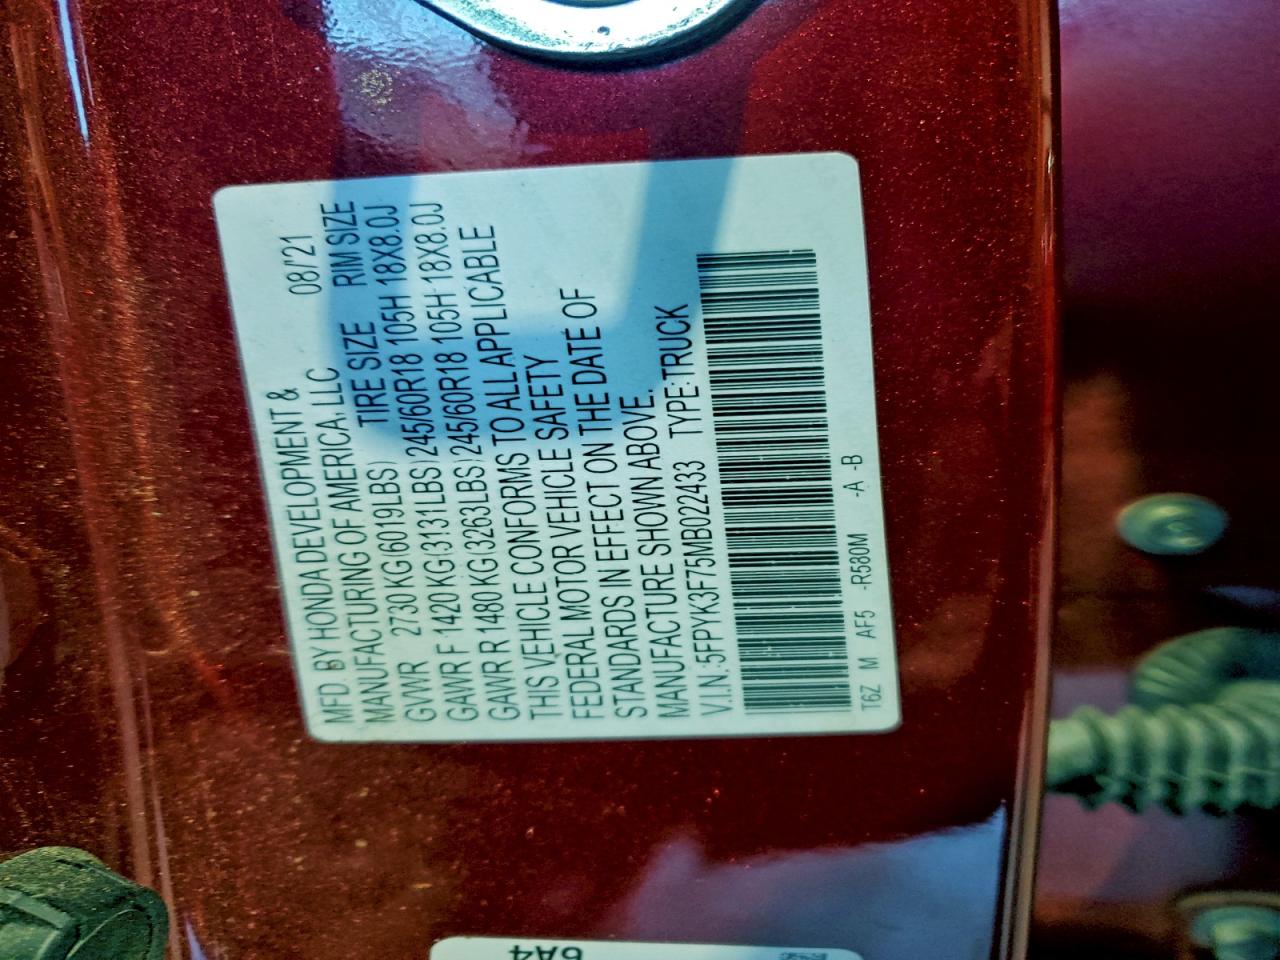 MFD. BY HONDA DEVELOPMENT & 08/'21
MANUFACTURING OF AMERICA, LLC
GVWR 2730 KG(6019LBS) TIRE SIZE RIM SIZE
GAWR F 1420 KG(3131LBS) 245/60R18 105H 18X8.0J
GAWR R 1480 KG(3263LBS) 245/60R18 105H 18X8.0J
THIS VEHICLE CONFORMS TO ALL APPLICABLE
FEDERAL MOTOR VEHICLE SAFETY
STANDARDS IN EFFECT ON THE DATE OF
MANUFACTURE SHOWN ABOVE.
V.I.N.:5FPYK3F75MB022433 TYPE:TRUCK
T6Z M AF5 -R580M -A -B
6A4